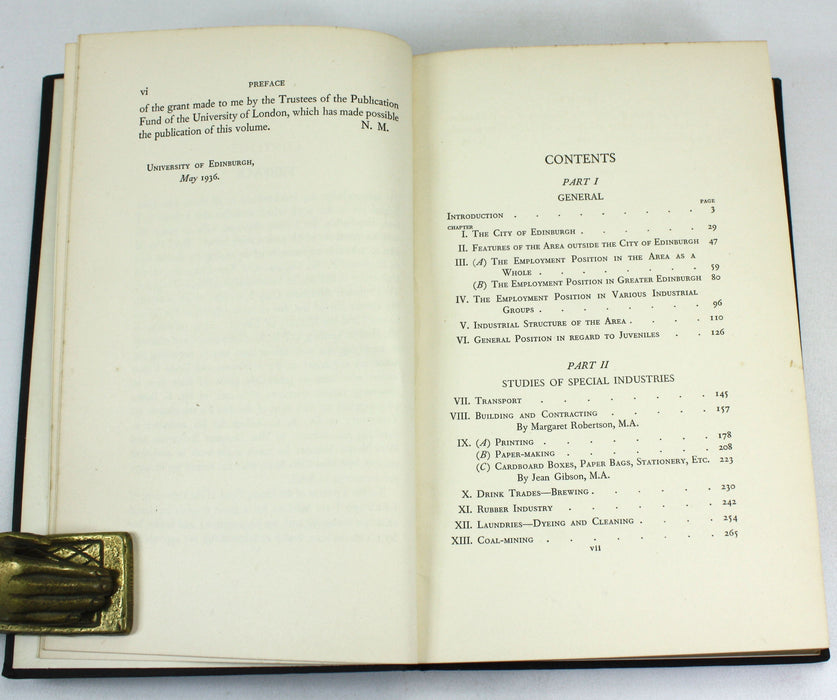 vi
PREFACE
of the grant made to me by the Trustees of the Publication
Fund of the University of London, which has made possible
the publication of this volume.
N. M.
University of Edinburgh,
May 1936.
CONTENTS
PART I
GENERAL
PAGE
Introduction . . . . . . . . . 3
CHAPTER
I. The City of Edinburgh . . . . . . 29
II. Features of the Area outside the City of Edinburgh 47
III. (A) The Employment Position in the Area as a
Whole . . . . . . . . 59
(B) The Employment Position in Greater Edinburgh 80
IV. The Employment Position in Various Industrial
Groups . . . . . . . . 96
V. Industrial Structure of the Area . . . . 110
VI. General Position in regard to Juveniles . . 126
PART II
STUDIES OF SPECIAL INDUSTRIES
VII. Transport . . . . . . . . 145
VIII. Building and Contracting . . . . . 157
By Margaret Robertson, M.A.
IX. (A) Printing . . . . . . . 178
(B) Paper-making . . . . . . 208
(C) Cardboard Boxes, Paper Bags, Stationery, Etc. 223
By Jean Gibson, M.A.
X. Drink Trades—Brewing . . . . . . 230
XI. Rubber Industry . . . . . . . 242
XII. Laundries—Dyeing and Cleaning . . . . 254
XIII. Coal-mining . . . . . . . . 265
vii